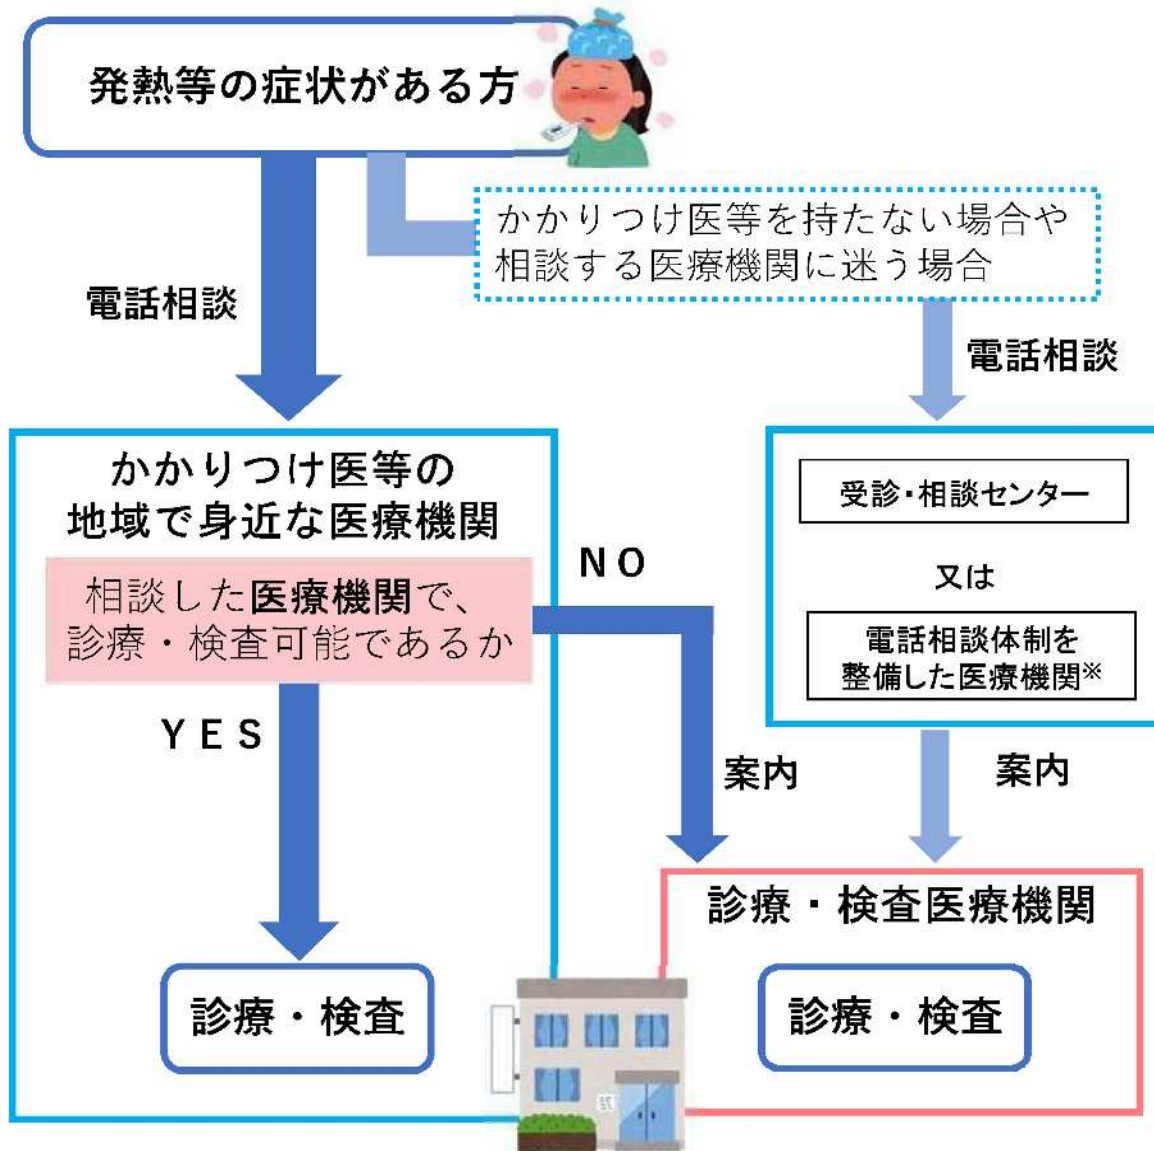 発熱等の症状がある方
かかりつけ医等を持たない場合や
相談する医療機関に迷う場合
電話相談
電話相談
かかりつけ医等の
地域で身近な医療機関
相談した医療機関で、
診療・検査可能であるか
NO
YES
受診・相談センター
又は
電話相談体制を
整備した医療機関※
案内
案内
診療・検査医療機関
診療・検査
診療・検査